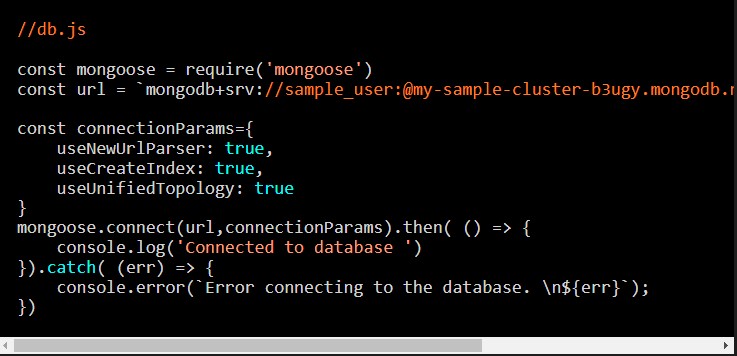 //db.js
const mongoose = require('mongoose')
const url = `mongodb+srv://sample_user:@my-sample-cluster-b3ugy.mongodb.
const connectionParams={
    useNewUrlParser: true,
    useCreateIndex: true,
    useUnifiedTopology: true
}
mongoose.connect(url,connectionParams).then( () => {
    console.log('Connected to database ')
}).catch( (err) => {
    console.error(`Error connecting to the database. \n${err}`);
})